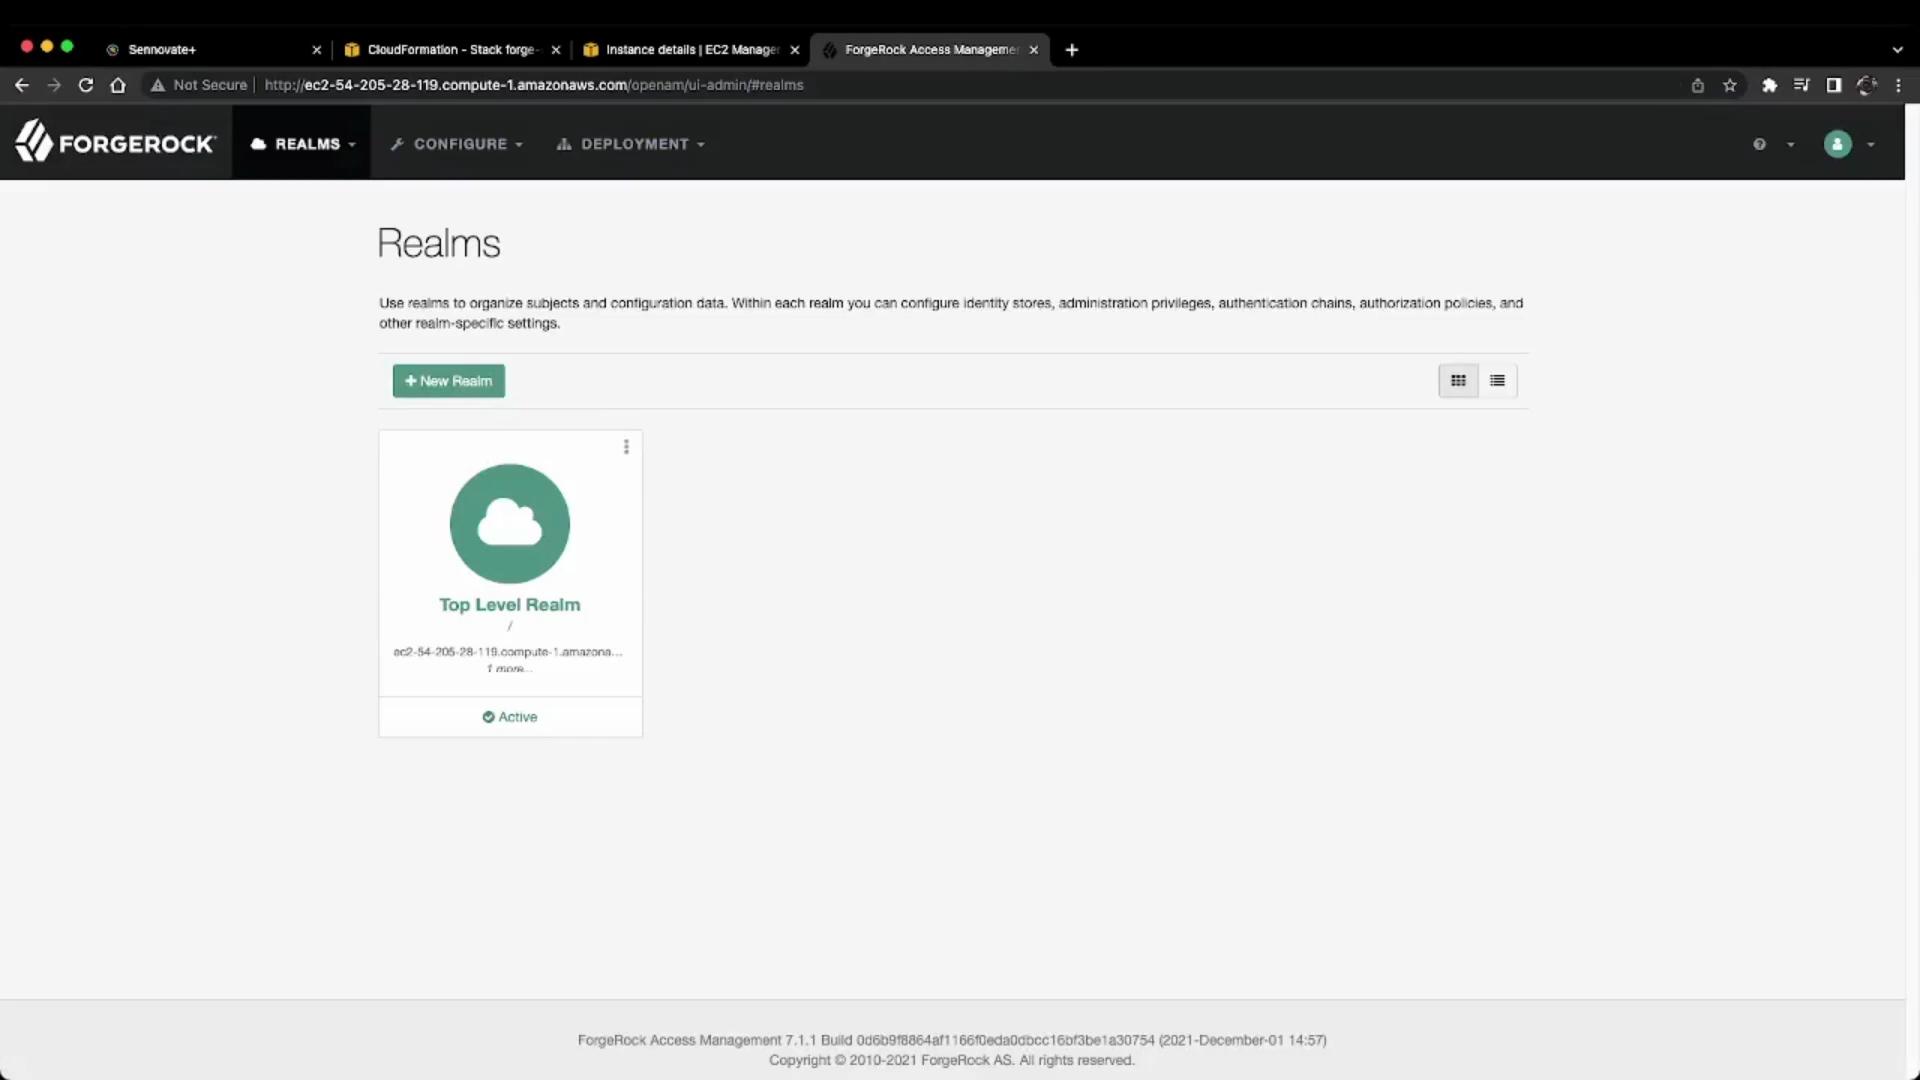 Sennovate+
CloudFormation - Stack forge-
Instance details | EC2 Manager
ForgeRock Access Managemen
Not Secure
http://ec2-54-205-28-119.compute-1.amazonaws.com/openam/ui-admin/#realms
FORGEROCK
REALMS
CONFIGURE
DEPLOYMENT
Realms
Use realms to organize subjects and configuration data. Within each realm you can configure identity stores, administration privileges, authentication chains, authorization policies, and
other realm-specific settings.
+ New Realm
Top Level Realm
/
ec2-54-205-28-119.compute-1.amazona...
1 more...
Active
ForgeRock Access Management 7.1.1 Build 0d6b9f8864af1166f0eda0dbcc16bf3be1a30754 (2021-December-01 14:57)
Copyright © 2010-2021 ForgeRock AS. All rights reserved.